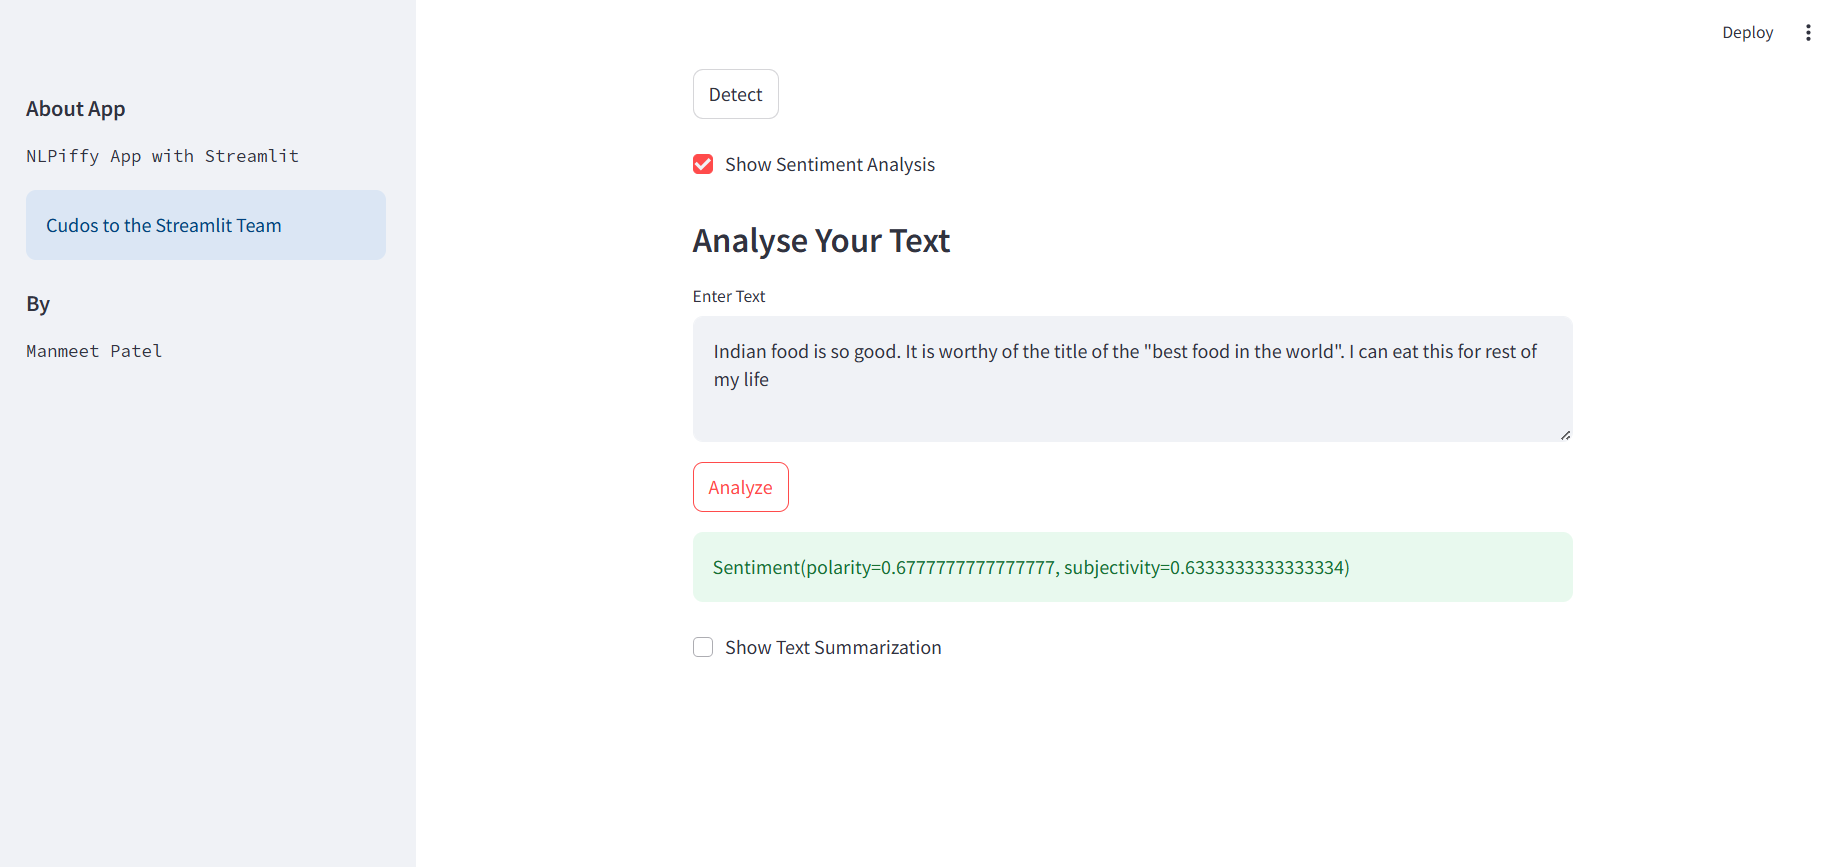 Deploy
About App
NLPiffy App with Streamlit
Cudos to the Streamlit Team
By
Manmeet Patel
Detect
Show Sentiment Analysis
Analyse Your Text
Enter Text
Indian food is so good. It is worthy of the title of the "best food in the world". I can eat this for rest of
my life
Analyze
Sentiment(polarity=0.6777777777777777, subjectivity=0.6333333333333334)
Show Text Summarization